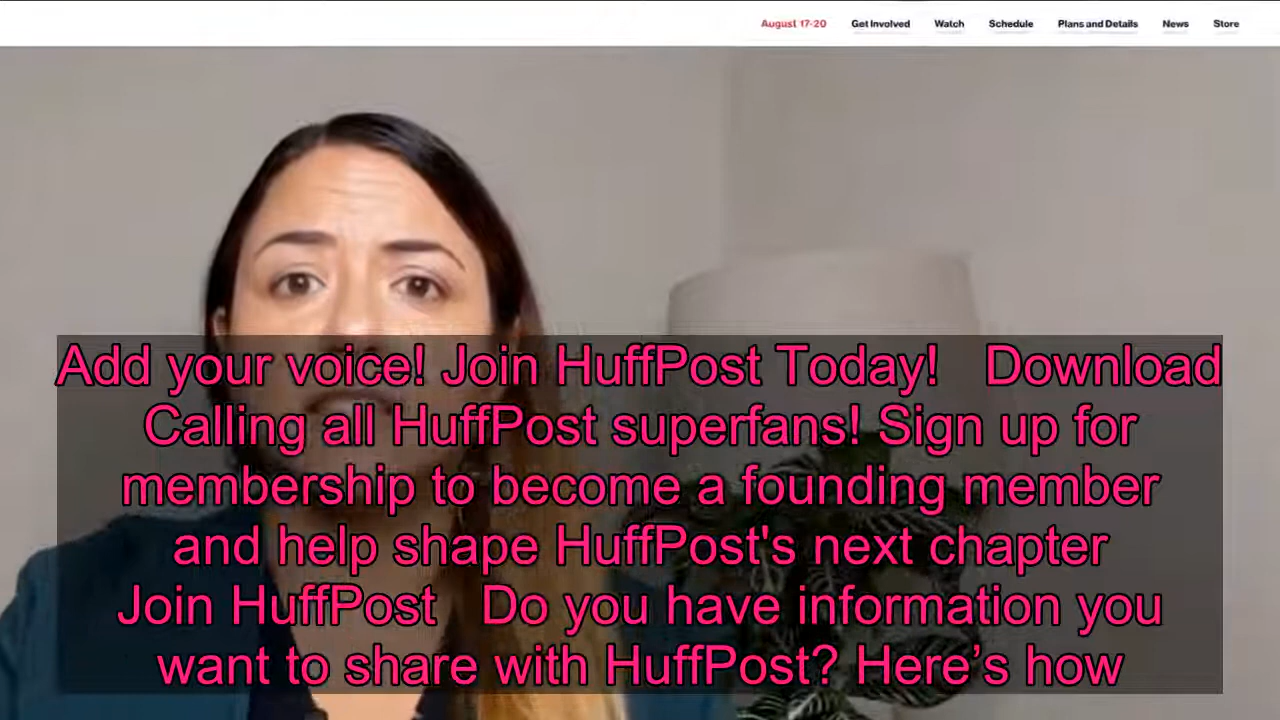 August 17-20 Get Involved Watch Schedule Plans and Details News Store
Add your voice! Join HuffPost Today!   Download
Calling all HuffPost superfans! Sign up for
membership to become a founding member
and help shape HuffPost's next chapter
Join HuffPost   Do you have information you
want to share with HuffPost? Here’s how